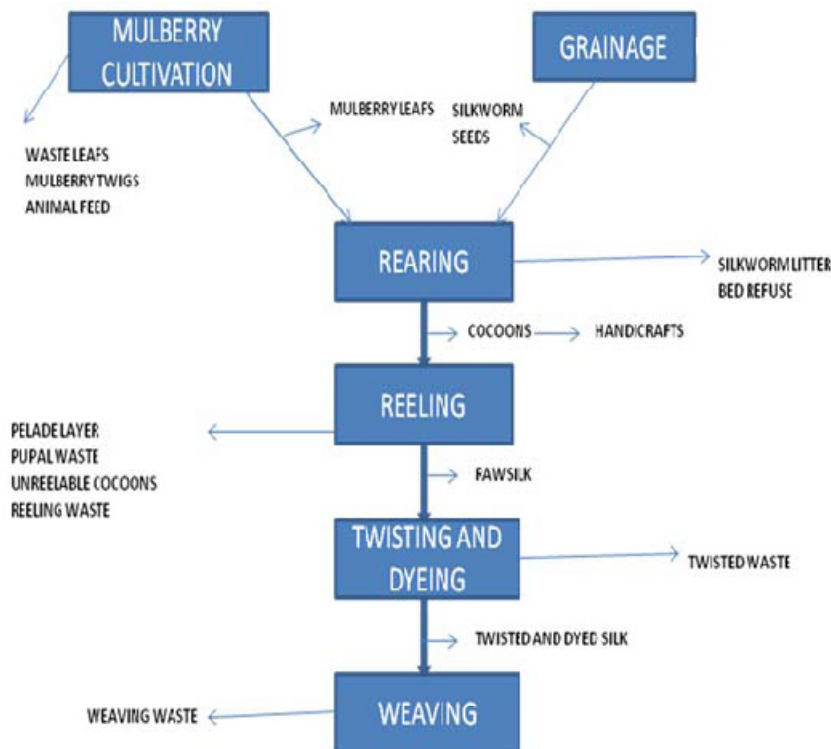 MULBERRY
CULTIVATION
GRAINAGE
MULBERRY LEAFS
SILKWORM
SEEDS
WASTE LEAFS
MULBERRY TWIGS
ANIMAL FEED
REARING
SILKWORM LITTER
BED REFUSE
COCOONS
HANDICRAFTS
REELING
PELADE LAYER
PUPAL WASTE
UNREELABLE COCOONS
REELING WASTE
RAWSILK
TWISTING AND
DYEING
TWISTED WASTE
TWISTED AND DYED SILK
WEAVING
WEAVING WASTE